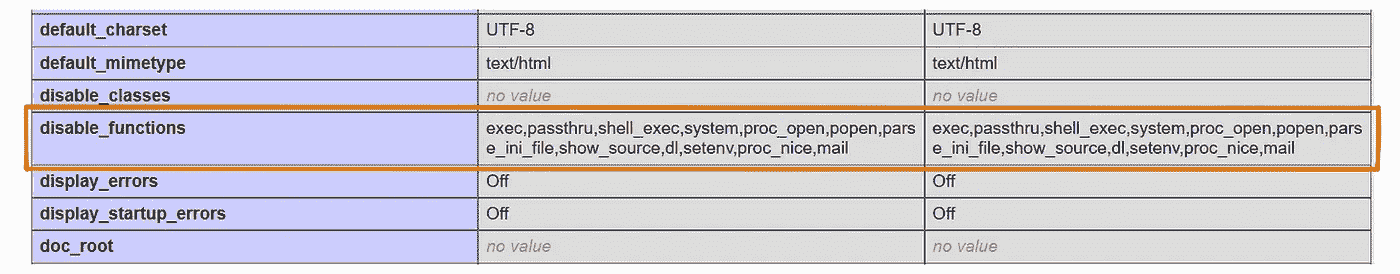 default_charset UTF-8 UTF-8
default_mimetype text/html text/html
disable_classes no value no value
disable_functions exec,passthru,shell_exec,system,proc_open,popen,pars exec,passthru,shell_exec,system,proc_open,popen,pars
e_ini_file,show_source,dl,setenv,proc_nice,mail e_ini_file,show_source,dl,setenv,proc_nice,mail
display_errors Off Off
display_startup_errors Off Off
doc_root no value no value